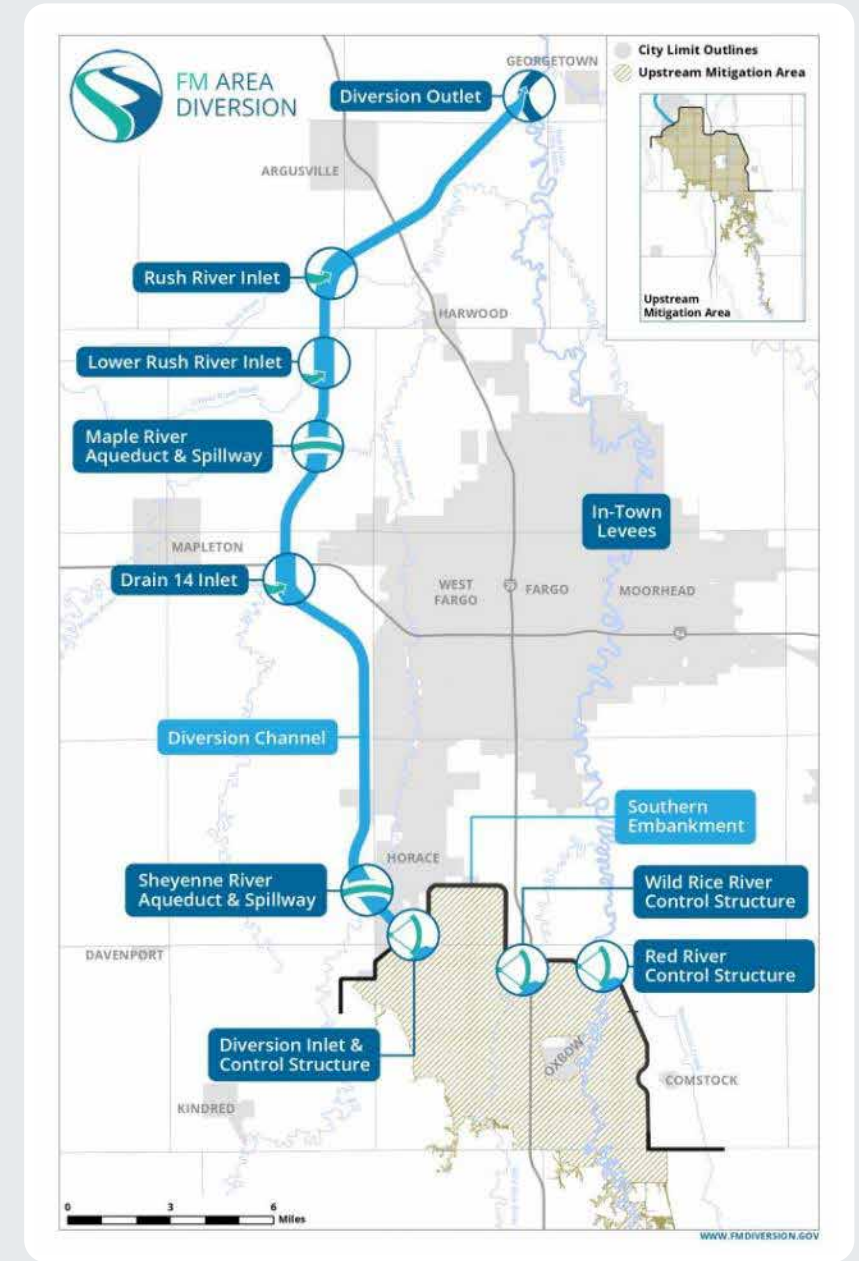 FM AREA
DIVERSION
City Limit Outlines
Upstream Mitigation Area
Upstream
Mitigation Area
GEORGETOWN
Diversion Outlet
ARGUSVILLE
Rush River Inlet
HARWOOD
Lower Rush River Inlet
Maple River
Aqueduct & Spillway
In-Town
Levees
MAPLETON
Drain 14 Inlet
WEST
FARGO
FARGO
MOORHEAD
Diversion Channel
Southern
Embankment
HORACE
Sheyenne River
Aqueduct & Spillway
Wild Rice River
Control Structure
DAVENPORT
Red River
Control Structure
Diversion Inlet &
Control Structure
OXBOW
COMSTOCK
KINDRED
0 3 6
Miles
WWW.FMDIVERSION.GOV